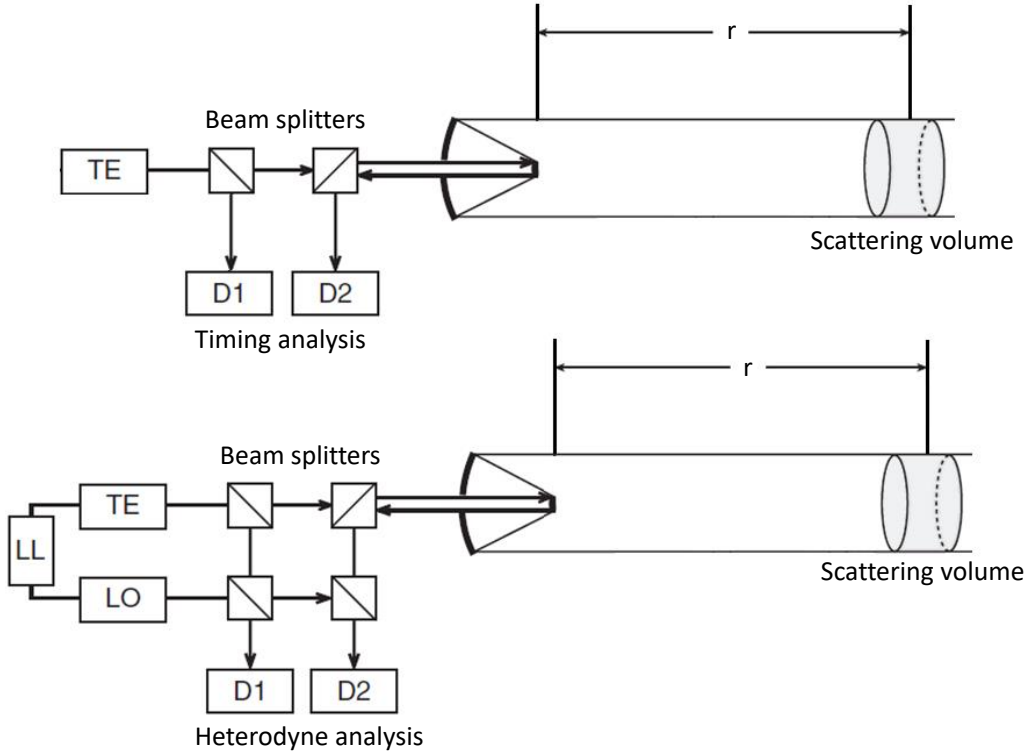 r
Beam splitters
TE
Scattering volume
D1
D2
Timing analysis
r
Beam splitters
TE
LL
LO
Scattering volume
D1
D2
Heterodyne analysis